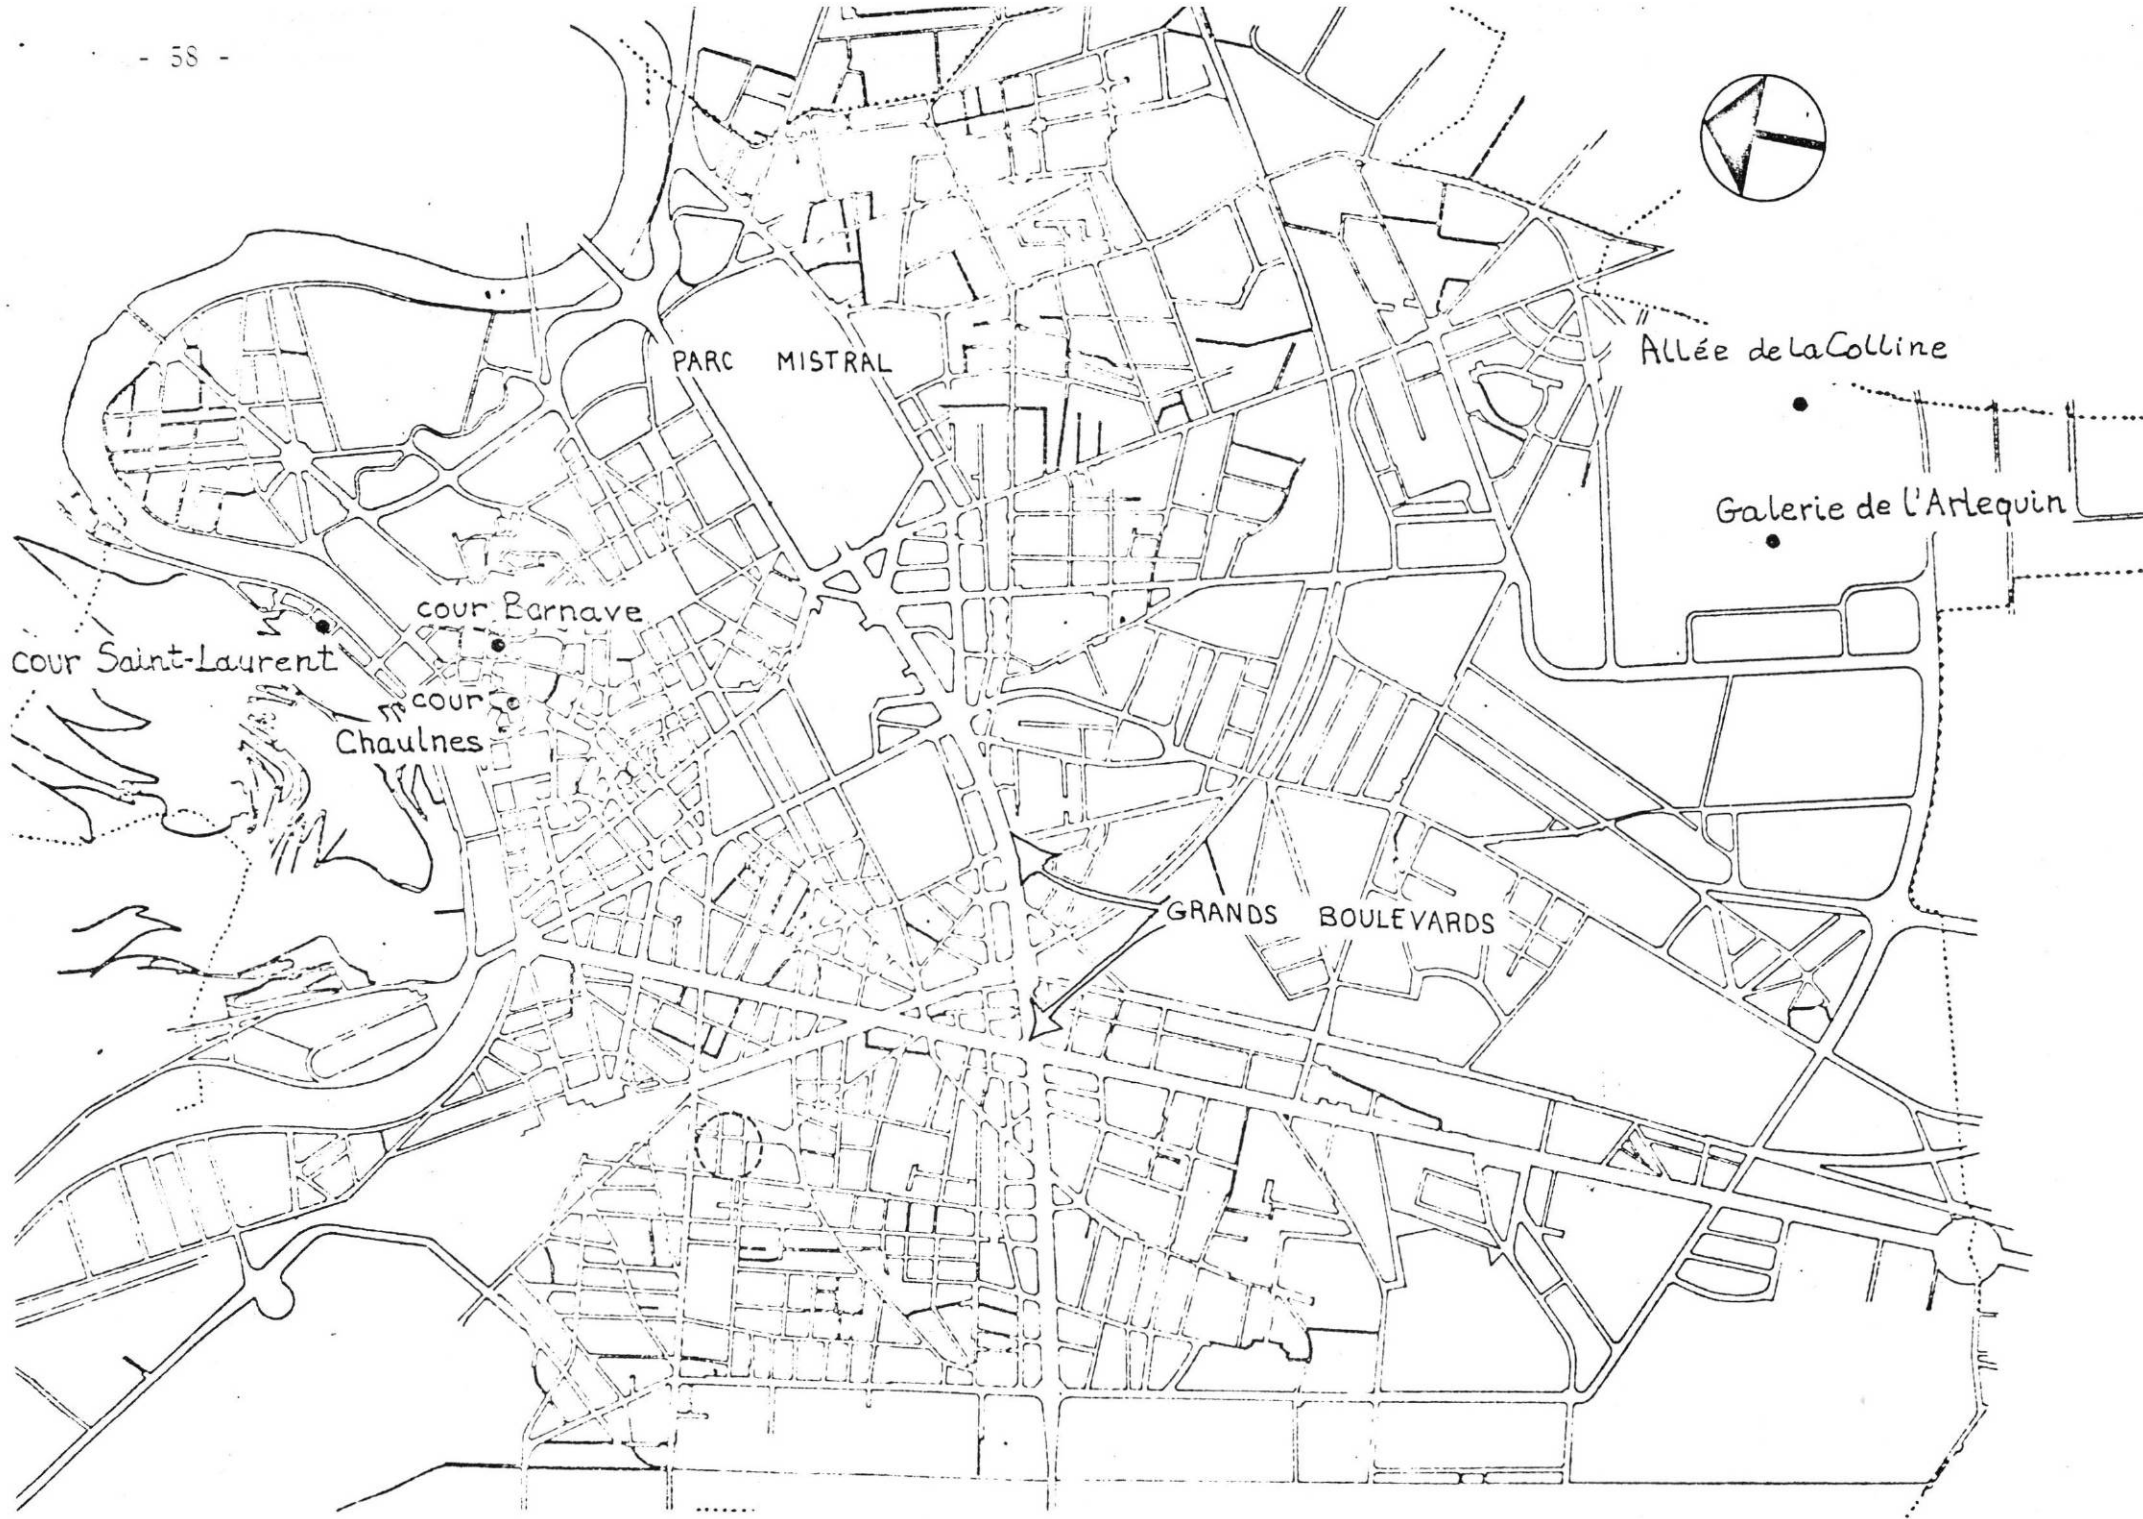 - 58 -
PARC MISTRAL
Allée de la Colline
Galerie de l'Arlequin
cour Barnave
cour Saint-Laurent
cour
Chaulnes
GRANDS BOULEVARDS